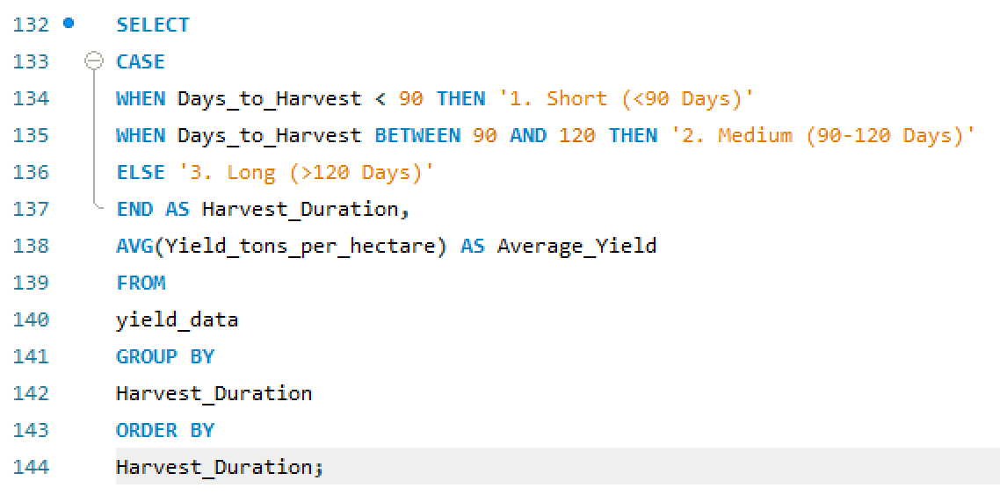 132 SELECT
133 CASE
134 WHEN Days_to_Harvest < 90 THEN '1. Short (<90 Days)'
135 WHEN Days_to_Harvest BETWEEN 90 AND 120 THEN '2. Medium (90-120 Days)'
136 ELSE '3. Long (>120 Days)'
137 END AS Harvest_Duration,
138 AVG(Yield_tons_per_hectare) AS Average_Yield
139 FROM
140 yield_data
141 GROUP BY
142 Harvest_Duration
143 ORDER BY
144 Harvest_Duration;